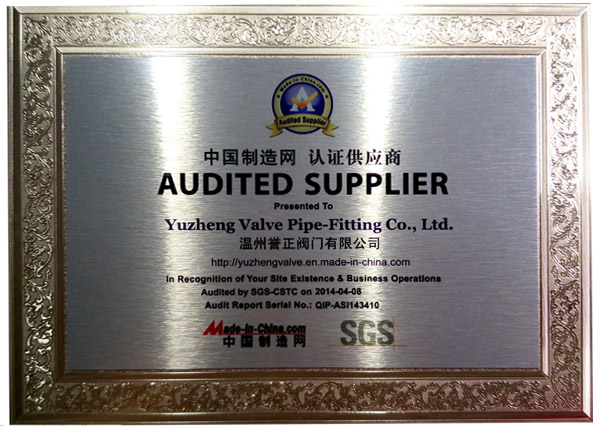 Made-in-China.com
Audited Supplier
中国制造网 认证供应商
AUDITED SUPPLIER
Presented To
Yuzheng Valve Pipe-Fitting Co., Ltd.
温州誉正阀门有限公司
http://yuzhengvalve.en.made-in-china.com
In Recognition of Your Site Existence & Business Operations
Audited by SGS-CSTC on 2014-04-08
Audit Report Serial No.: QIP-ASI143410
Made-in-China.com
中国制造网
SGS